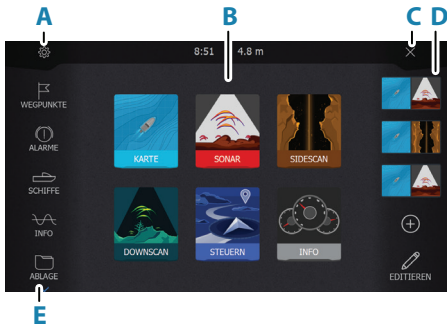 A
B
C
D
8:51
4.8 m
WEGPUNKTE
ALARME
SCHIFFE
INFO
ABLAGE
KARTE
SONAR
SIDESCAN
DOWNSCAN
STEUERN
INFO
EDITIEREN
E